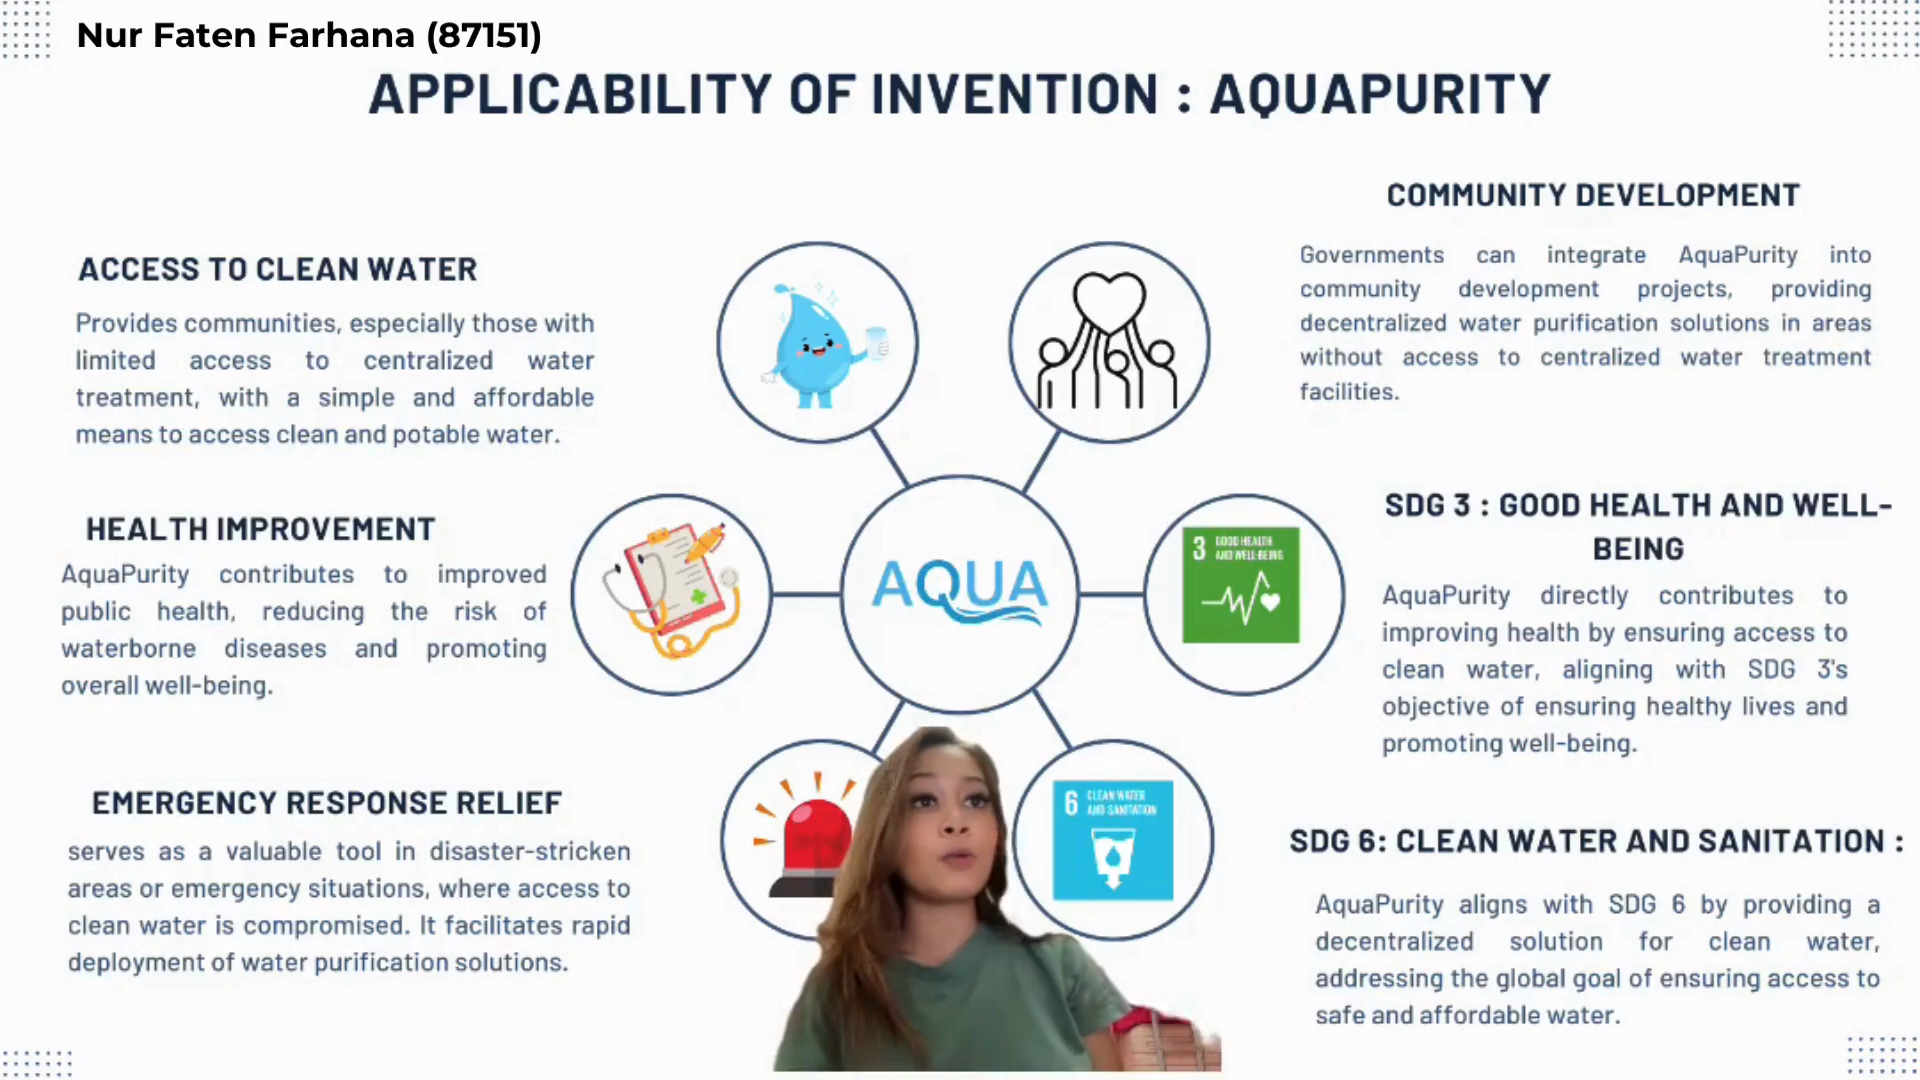 Nur Faten Farhana (87151)
APPLICABILITY OF INVENTION : AQUAPURITY
ACCESS TO CLEAN WATER
Provides communities, especially those with
limited access to centralized water
treatment, with a simple and affordable
means to access clean and potable water.
HEALTH IMPROVEMENT
AquaPurity contributes to improved
public health, reducing the risk of
waterborne diseases and promoting
overall well-being.
EMERGENCY RESPONSE RELIEF
serves as a valuable tool in disaster-stricken
areas or emergency situations, where access to
clean water is compromised. It facilitates rapid
deployment of water purification solutions.
AQUA
3 GOOD HEALTH
AND WELL-BEING
6 CLEAN WATER
AND SANITATION
COMMUNITY DEVELOPMENT
Governments can integrate AquaPurity into
community development projects, providing
decentralized water purification solutions in areas
without access to centralized water treatment
facilities.
SDG 3 : GOOD HEALTH AND WELL-
BEING
AquaPurity directly contributes to
improving health by ensuring access to
clean water, aligning with SDG 3's
objective of ensuring healthy lives and
promoting well-being.
SDG 6: CLEAN WATER AND SANITATION :
AquaPurity aligns with SDG 6 by providing a
decentralized solution for clean water,
addressing the global goal of ensuring access to
safe and affordable water.